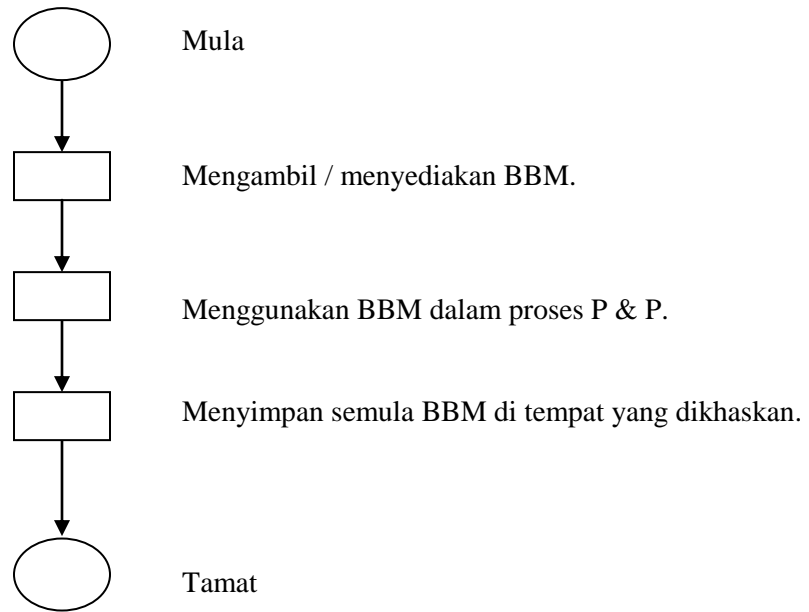 Mula
Mengambil / menyediakan BBM.
Menggunakan BBM dalam proses P & P.
Menyimpan semula BBM di tempat yang dikhaskan.
Tamat